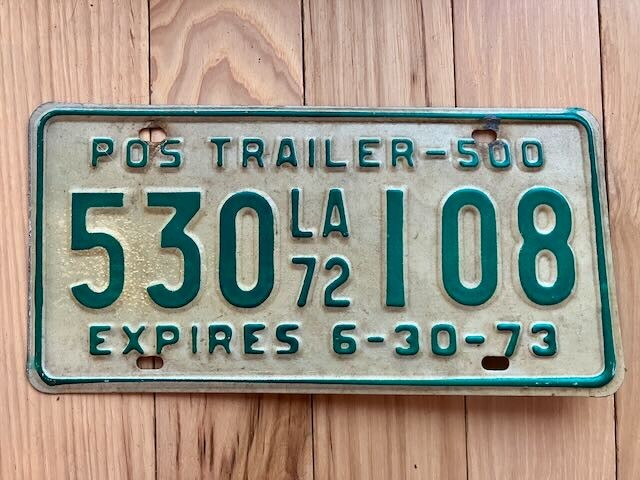 POS TRAILER-500
530 LA 72 108
EXPIRES 6-30-73